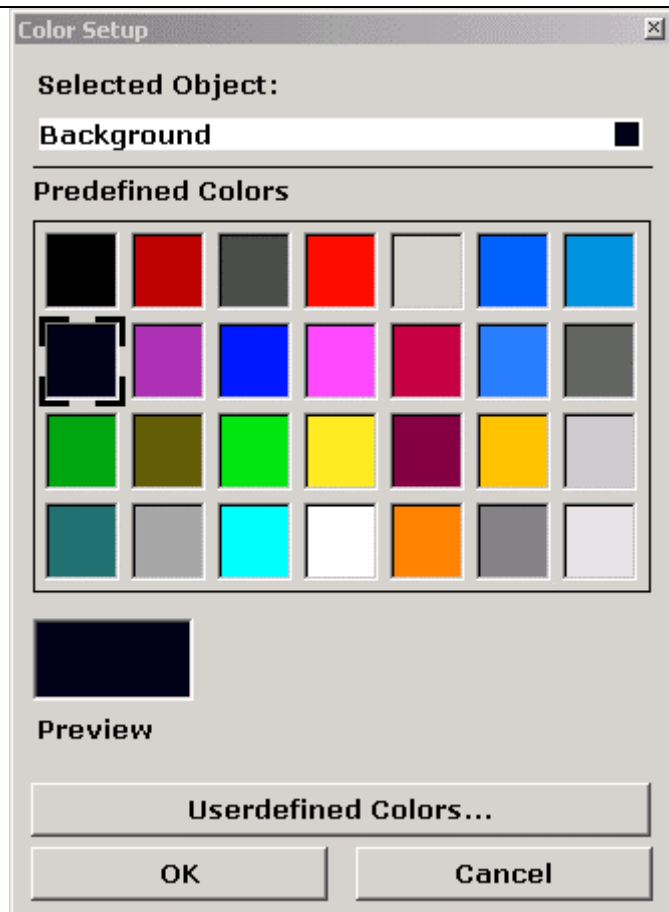 Color Setup
Selected Object:
Background
Predefined Colors
Preview
Userdefined Colors...
OK
Cancel